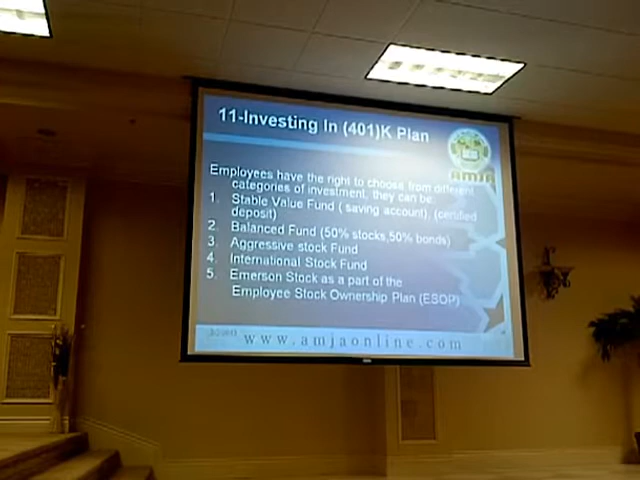 11-Investing In (401)K Plan
AMJA
Employees have the right to choose from different
categories of investment, they can be:
1. Stable Value Fund ( saving account), (certified
deposit)
2. Balanced Fund (50% stocks,50% bonds)
3. Aggressive stock Fund
4. International Stock Fund
5. Emerson Stock as a part of the
Employee Stock Ownership Plan (ESOP)
www.amjaonline.com